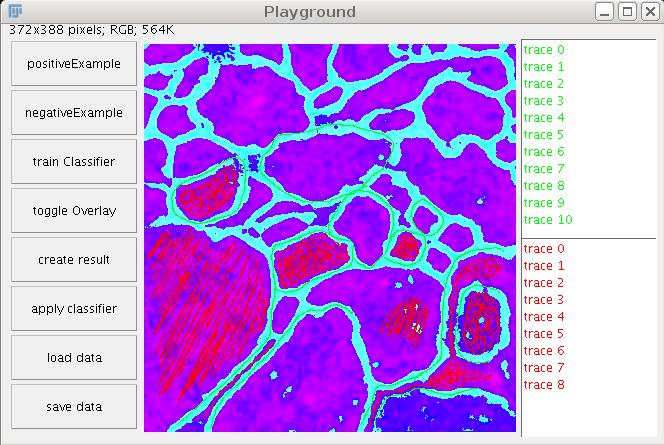 Playground
372x388 pixels; RGB; 564K
positiveExample
negativeExample
train Classifier
toggle Overlay
create result
apply classifier
load data
save data
trace 0
trace 1
trace 2
trace 3
trace 4
trace 5
trace 6
trace 7
trace 8
trace 9
trace 10
trace 0
trace 1
trace 2
trace 3
trace 4
trace 5
trace 6
trace 7
trace 8